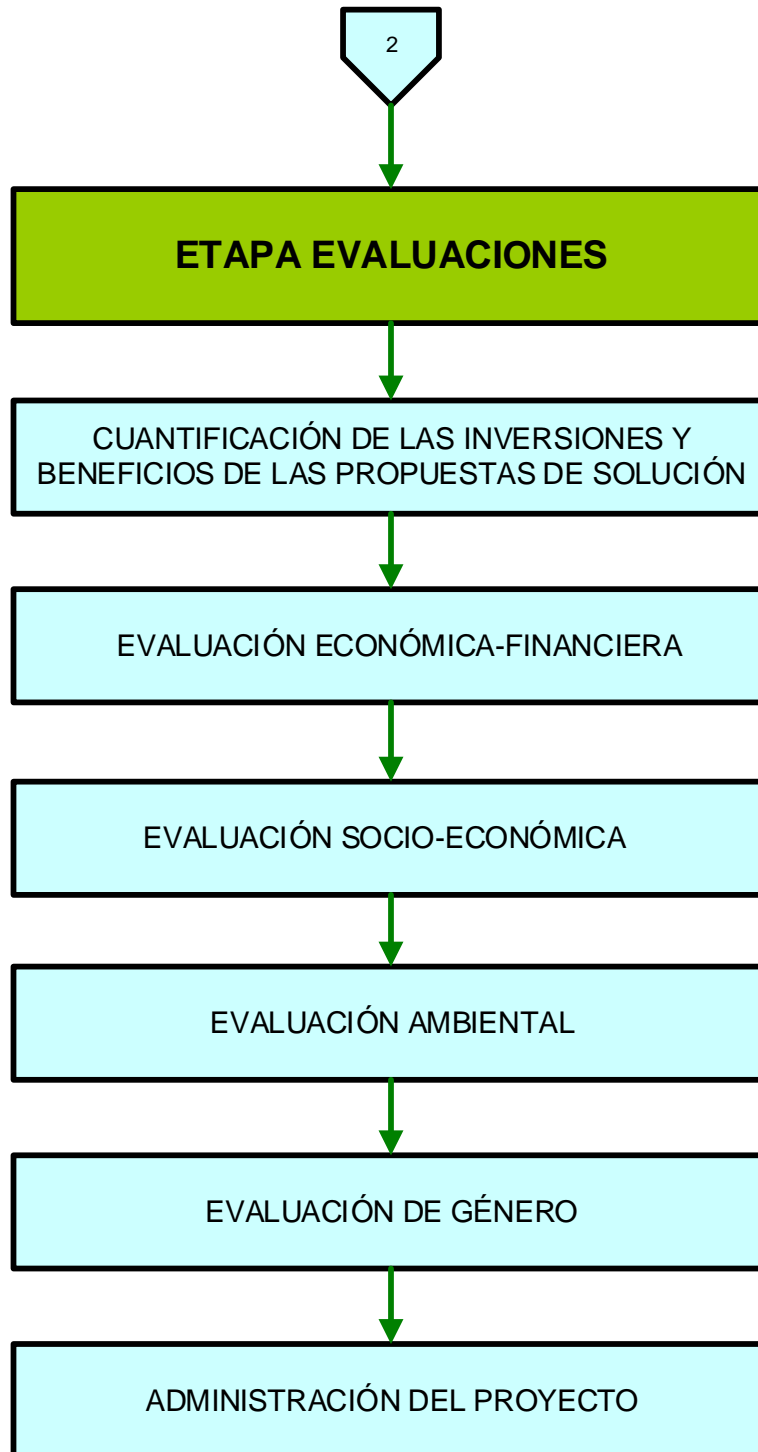 2
ETAPA EVALUACIONES
CUANTIFICACIÓN DE LAS INVERSIONES Y
BENEFICIOS DE LAS PROPUESTAS DE SOLUCIÓN
EVALUACIÓN ECONÓMICA-FINANCIERA
EVALUACIÓN SOCIO-ECONÓMICA
EVALUACIÓN AMBIENTAL
EVALUACIÓN DE GÉNERO
ADMINISTRACIÓN DEL PROYECTO